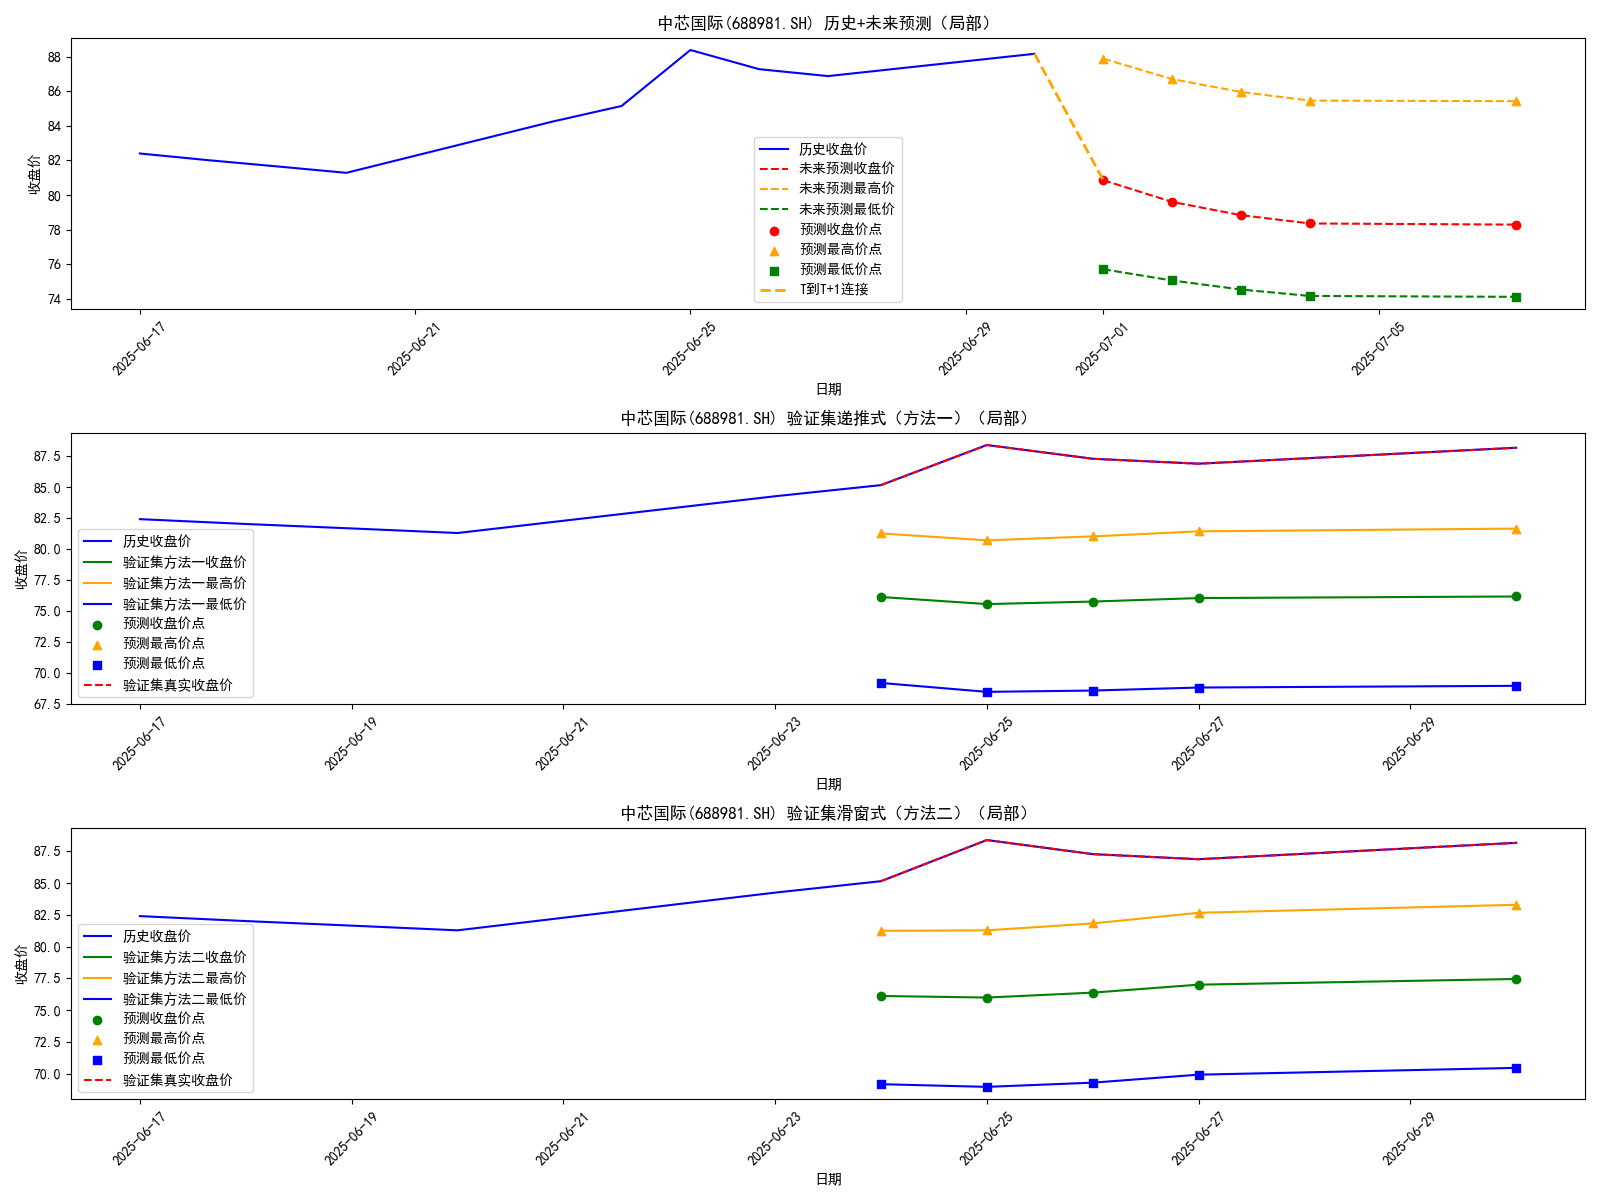 中芯国际(688981.SH) 历史+未来预测（局部）
88
86
84
82
80
78
76
74
收盘价
历史收盘价
未来预测收盘价
未来预测最高价
未来预测最低价
预测收盘价点
预测最高价点
预测最低价点
T到T+1连接
2025-06-17
2025-06-21
2025-06-25
2025-06-29
2025-07-01
2025-07-05
日期
中芯国际(688981.SH) 验证集递推式（方法一）（局部）
87.5
85.0
82.5
80.0
77.5
75.0
72.5
70.0
67.5
收盘价
历史收盘价
验证集方法一收盘价
验证集方法一最高价
验证集方法一最低价
预测收盘价点
预测最高价点
预测最低价点
验证集真实收盘价
2025-06-17
2025-06-19
2025-06-21
2025-06-23
2025-06-25
2025-06-27
2025-06-29
日期
中芯国际(688981.SH) 验证集滑窗式（方法二）（局部）
87.5
85.0
82.5
80.0
77.5
75.0
72.5
70.0
收盘价
历史收盘价
验证集方法二收盘价
验证集方法二最高价
验证集方法二最低价
预测收盘价点
预测最高价点
预测最低价点
验证集真实收盘价
2025-06-17
2025-06-19
2025-06-21
2025-06-23
2025-06-25
2025-06-27
2025-06-29
日期